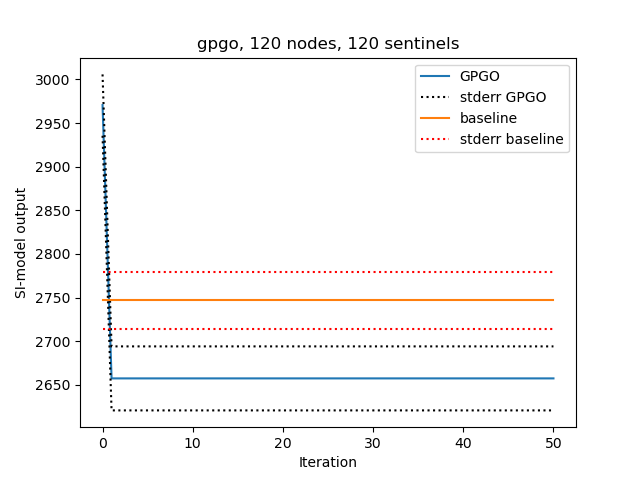 gpgo, 120 nodes, 120 sentinels
GPGO
stderr GPGO
baseline
stderr baseline
SI-model output
3000
2950
2900
2850
2800
2750
2700
2650
0 10 20 30 40 50
Iteration